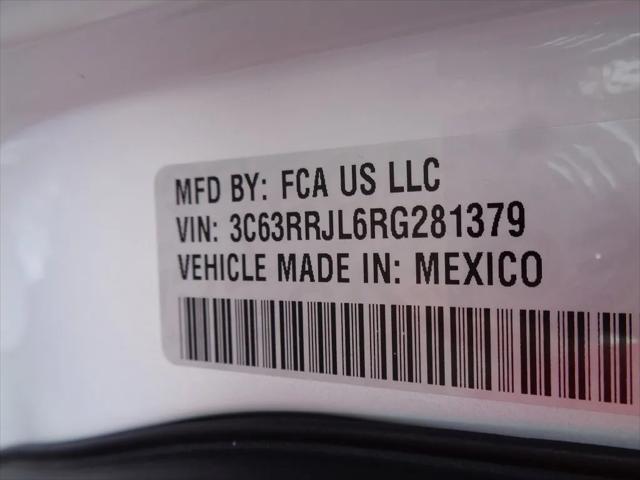 MFD BY: FCA US LLC
VIN: 3C63RRJL6RG281379
VEHICLE MADE IN: MEXICO